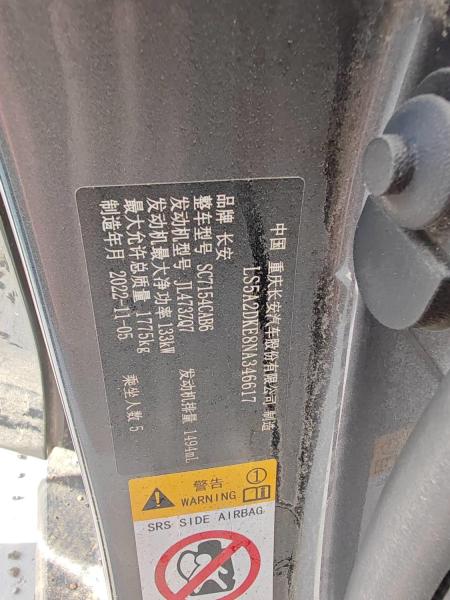 中国 重庆长安汽车股份有限公司 制造
LS5A2DKE8NA346617
品牌 长安
整车型号 SC7154CAB6
发动机型号 JL473ZQ7 发动机排量 1494mL
发动机最大净功率 133kW
最大允许总质量 1775kg 乘坐人数 5
制造年月 2022-11-05
警告
WARNING
1
SRS SIDE AIRBAG